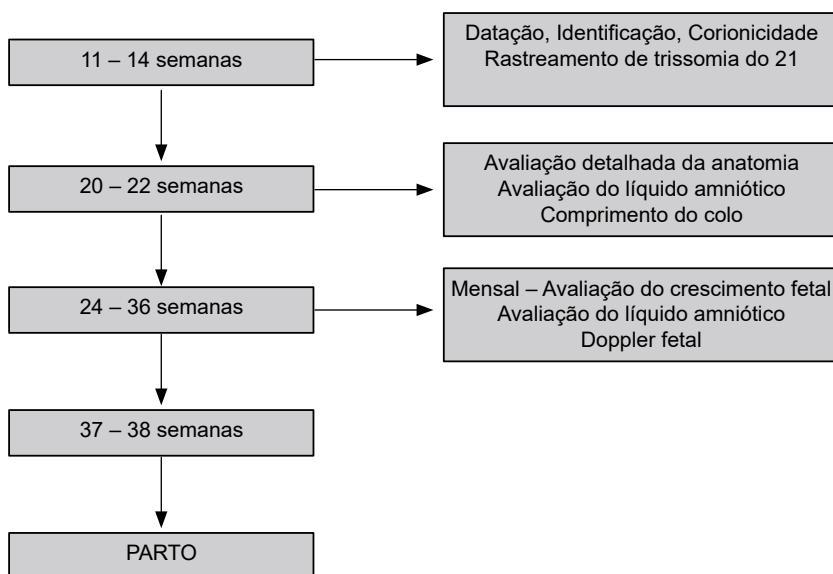 11 – 14 semanas
Datação, Identificação, Corionicidade
Rastreamento de trissomia do 21
20 – 22 semanas
Avaliação detalhada da anatomia
Avaliação do líquido amniótico
Comprimento do colo
24 – 36 semanas
Mensal – Avaliação do crescimento fetal
Avaliação do líquido amniótico
Doppler fetal
37 – 38 semanas
PARTO